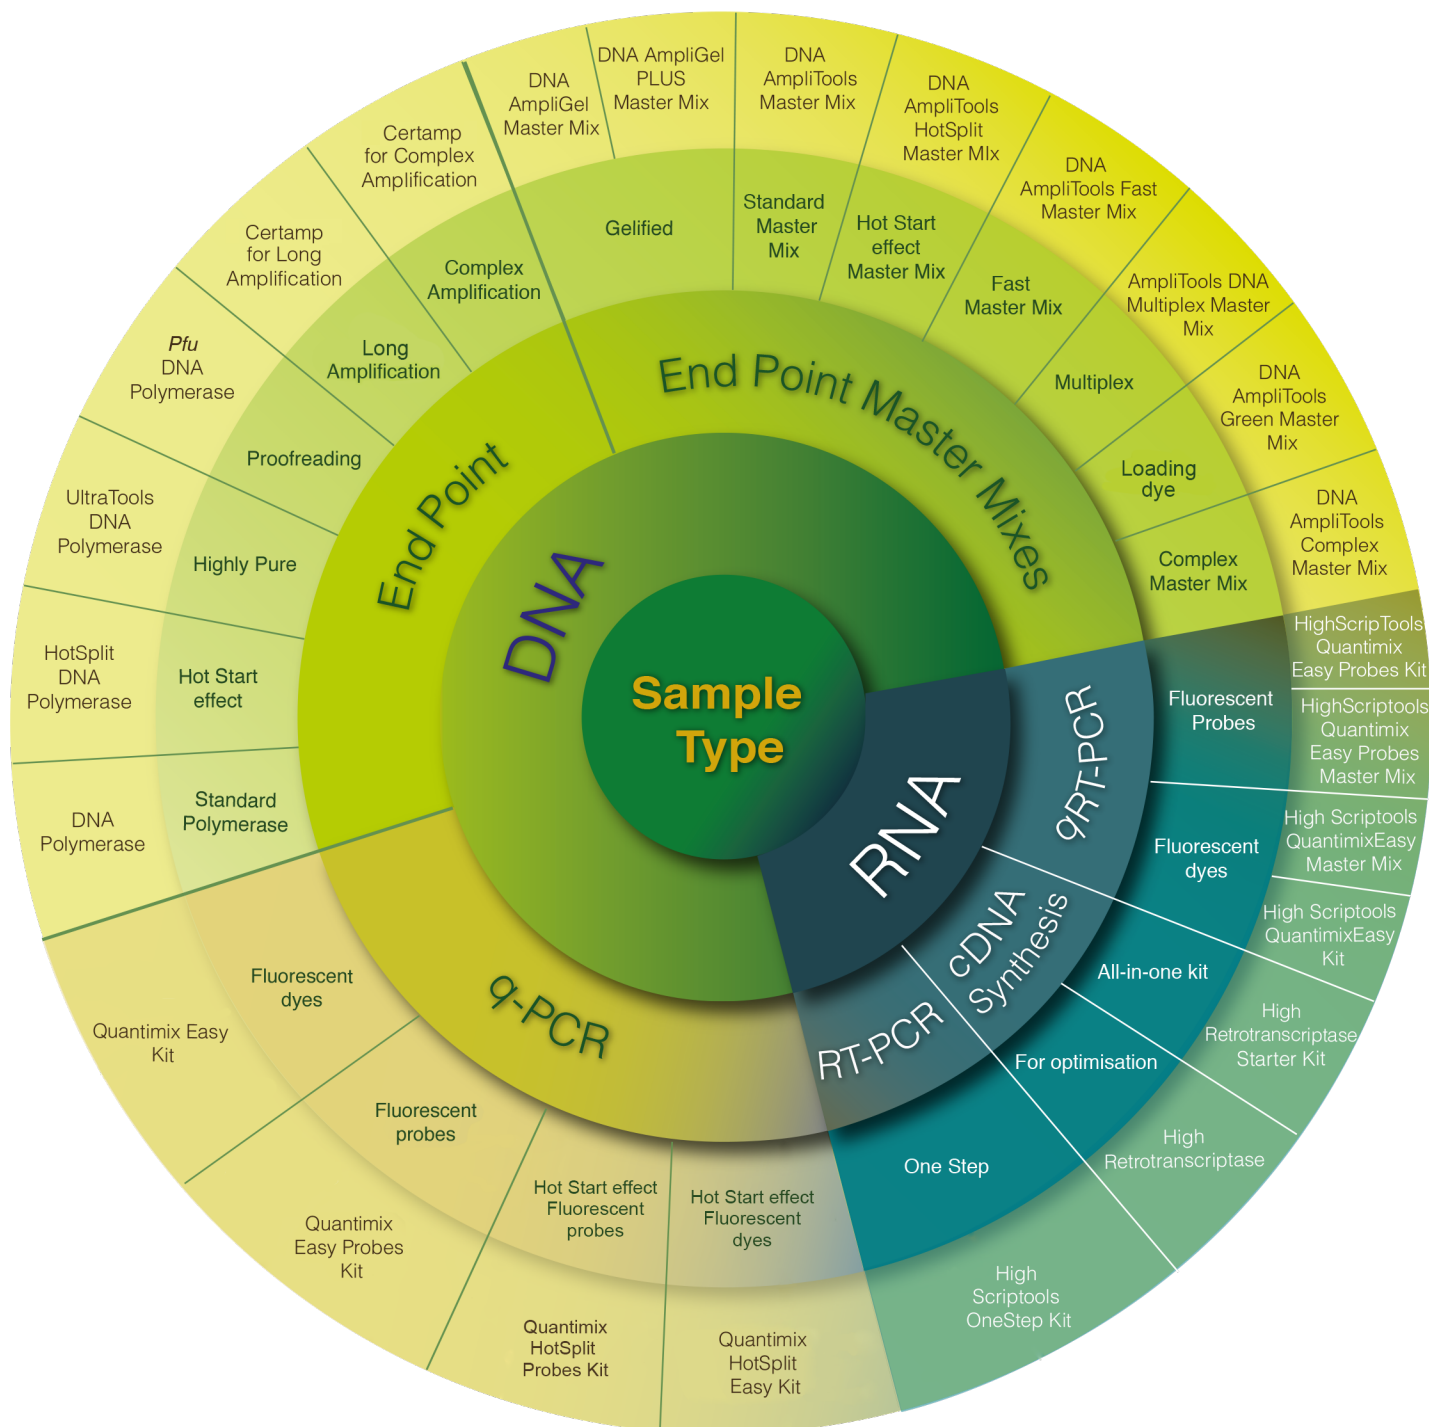 Sample
Type
DNA
RNA
End Point
End Point Master Mixes
q-PCR
qRT-PCR
cDNA
Synthesis
RT-PCR
Gelified
Standard
Master
Mix
Hot Start
effect
Master Mix
Fast
Master Mix
Multiplex
Loading
dye
Complex
Master Mix
Fluorescent
Probes
Fluorescent
dyes
All-in-one kit
For optimisation
One Step
Hot Start effect
Fluorescent
dyes
Hot Start effect
Fluorescent
probes
Fluorescent
probes
Fluorescent
dyes
Standard
Polymerase
Hot Start
effect
Highly Pure
Proofreading
Long
Amplification
Complex
Amplification
DNA
AmpliGel
Master Mix
DNA AmpliGel
PLUS
Master Mix
DNA
AmpliTools
Master Mix
DNA
AmpliTools
HotSplit
Master MIx
DNA
AmpliTools Fast
Master Mix
AmpliTools DNA
Multiplex Master
Mix
DNA
AmpliTools
Green Master
Mix
DNA
AmpliTools
Complex
Master Mix
HighScripTools
Quantimix
Easy Probes Kit
HighScriptools
Quantimix
Easy Probes
Master Mix
High Scriptools
QuantimixEasy
Master Mix
High Scriptools
QuantimixEasy
Kit
High
Retrotranscriptase
Starter Kit
High
Retrotranscriptase
High
Scriptools
OneStep Kit
Quantimix
HotSplit
Easy Kit
Quantimix
HotSplit
Probes Kit
Quantimix
Easy Probes
Kit
Quantimix Easy
Kit
DNA
Polymerase
HotSplit
DNA
Polymerase
UltraTools
DNA
Polymerase
Pfu
DNA
Polymerase
Certamp
for Long
Amplification
Certamp
for Complex
Amplification